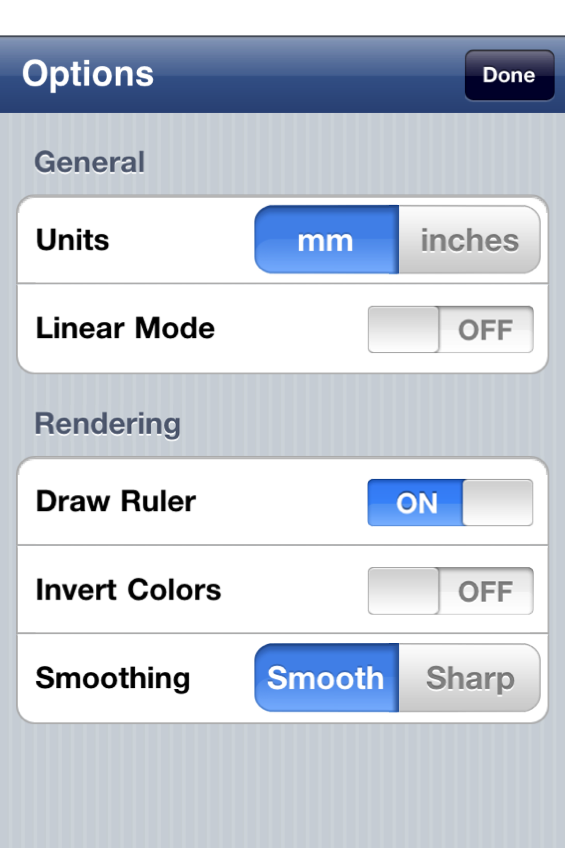 Options Done
General
Units mm inches
Linear Mode OFF
Rendering
Draw Ruler ON
Invert Colors OFF
Smoothing Smooth Sharp